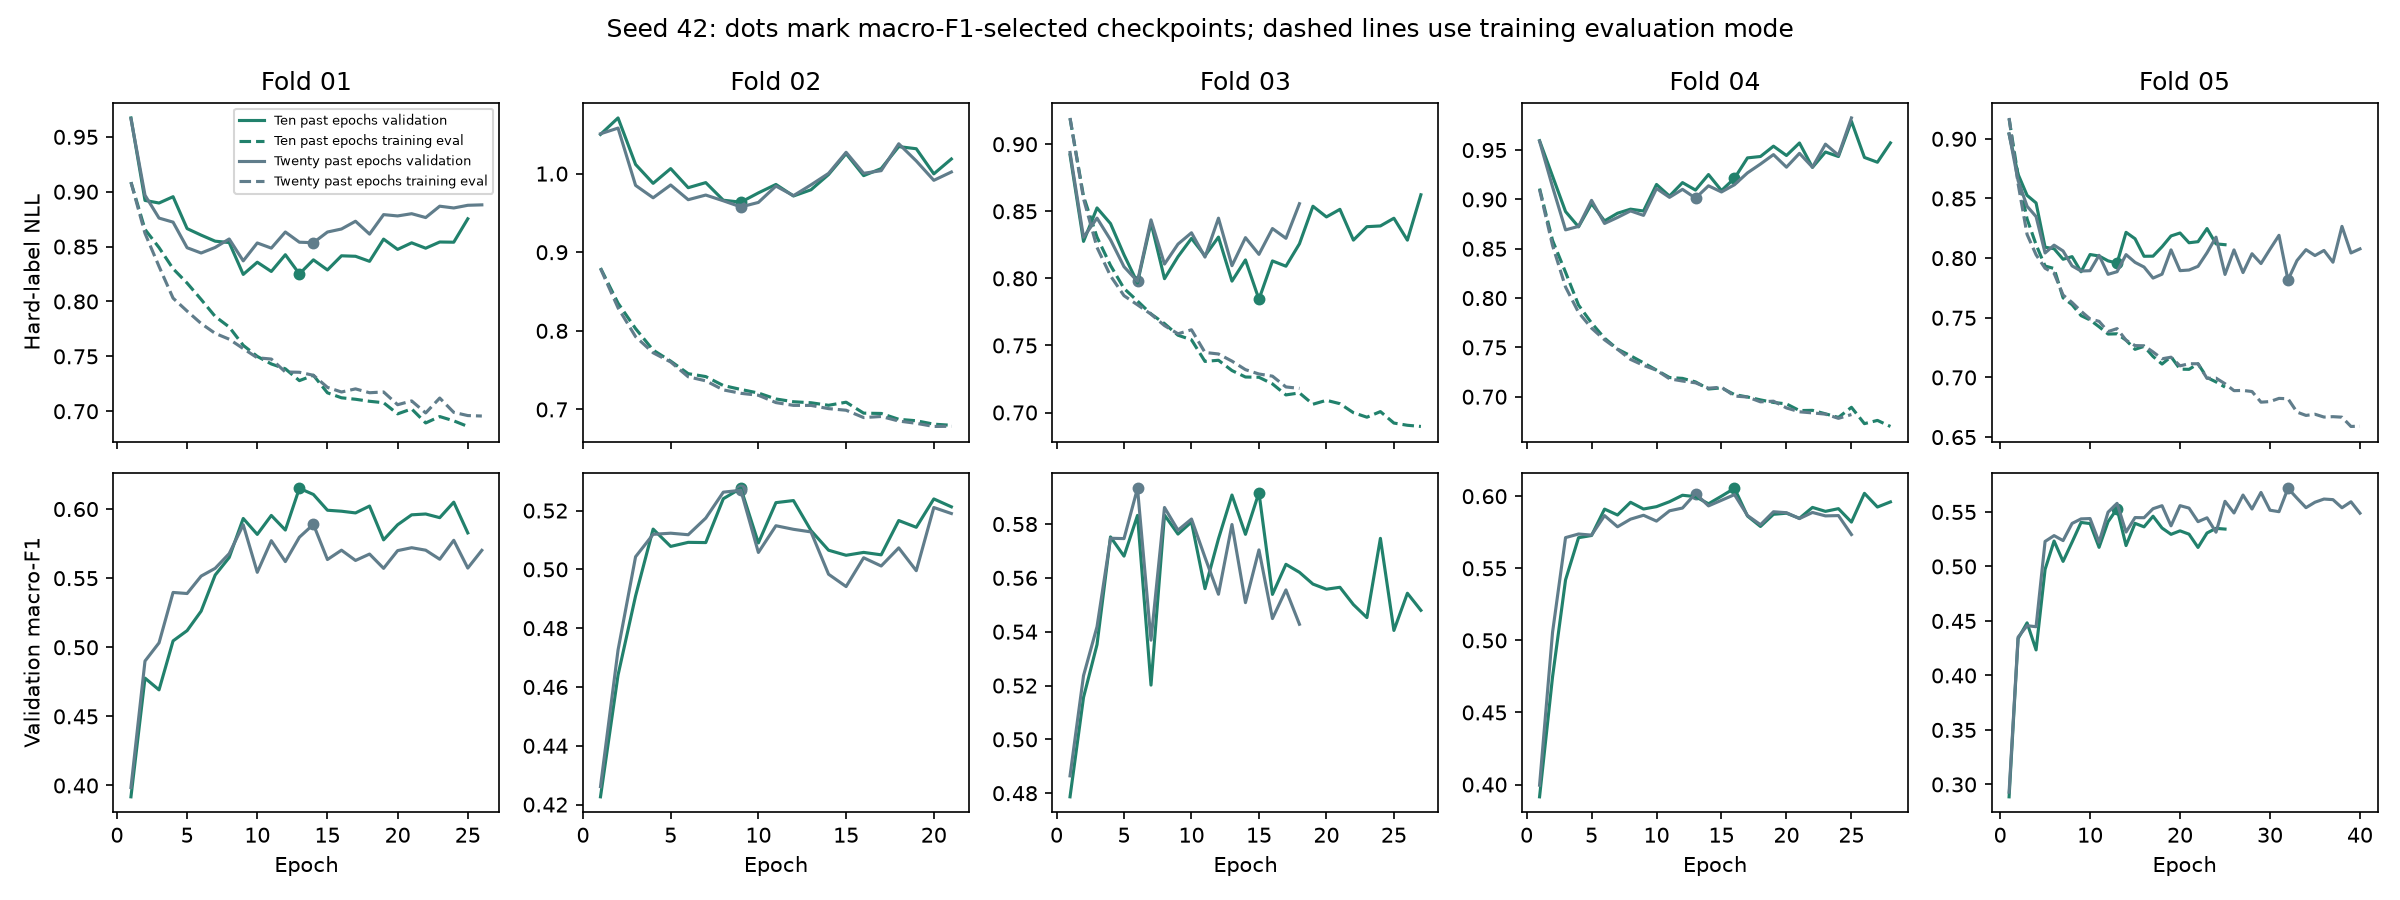 Seed 42: dots mark macro-F1-selected checkpoints; dashed lines use training evaluation mode
Fold 01
Fold 02
Fold 03
Fold 04
Fold 05
Hard-label NLL
0.95
0.90
0.85
0.80
0.75
0.70
Ten past epochs validation
Ten past epochs training eval
Twenty past epochs validation
Twenty past epochs training eval
1.0
0.9
0.8
0.7
0.90
0.85
0.80
0.75
0.70
0.95
0.90
0.85
0.80
0.75
0.70
0.90
0.85
0.80
0.75
0.70
0.65
Validation macro-F1
0.60
0.55
0.50
0.45
0.40
0 5 10 15 20 25
Epoch
0.52
0.50
0.48
0.46
0.44
0.42
0 5 10 15 20
Epoch
0.58
0.56
0.54
0.52
0.50
0.48
0 5 10 15 20 25
Epoch
0.60
0.55
0.50
0.45
0.40
0 5 10 15 20 25
Epoch
0.55
0.50
0.45
0.40
0.35
0.30
0 10 20 30 40
Epoch